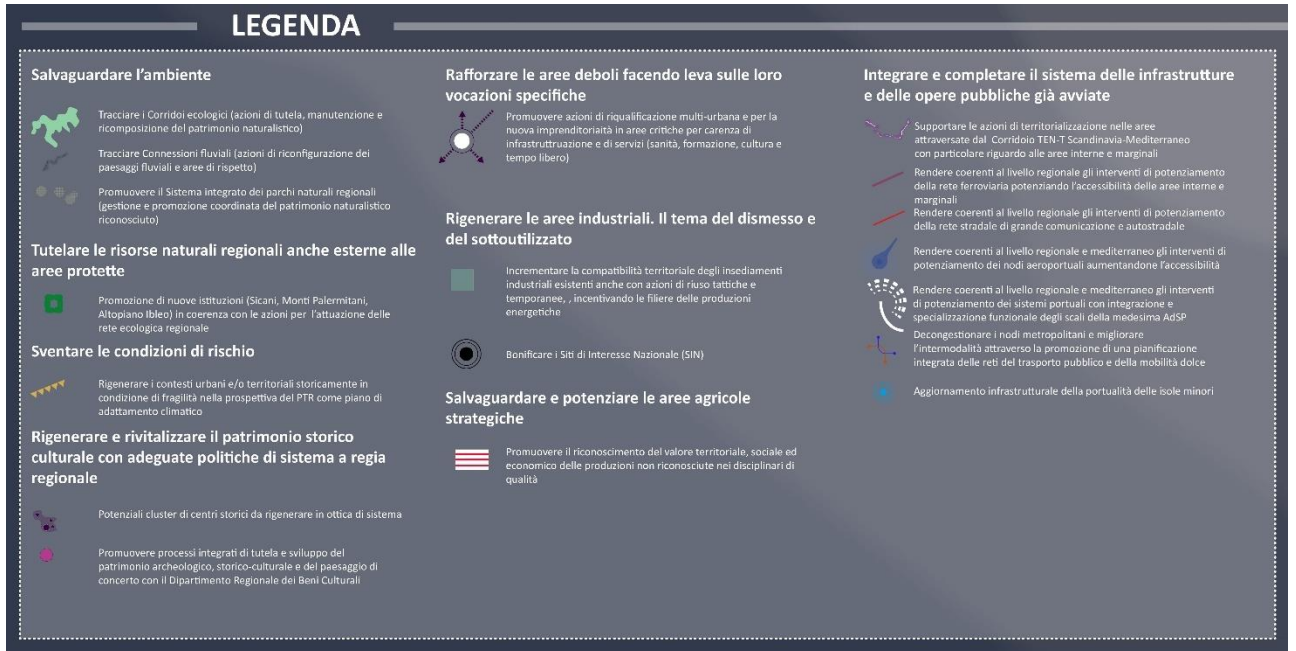 LEGENDA
Salvaguardare l'ambiente
Tracciare i Corridoi ecologici (azioni di tutela, manutenzione e
ricomposizione del patrimonio naturalistico)
Tracciare Connessioni fluviali (azioni di riconfigurazione dei
paesaggi fluviali e aree di rispetto)
Promuovere il Sistema integrato dei parchi naturali regionali
(gestione e promozione coordinata del patrimonio naturalistico
riconosciuto)
Tutelare le risorse naturali regionali anche esterne alle
aree protette
Promozione di nuove istituzioni (Sicani, Monti Palermitani,
Altopiano Ibleo) in coerenza con le azioni per l'attuazione delle
rete ecologica regionale
Sventare le condizioni di rischio
Rigenerare i contesti urbani e/o territoriali storicamente in
condizione di fragilità nella prospettiva del PTR come piano di
adattamento climatico
Rigenerare e rivitalizzare il patrimonio storico
culturale con adeguate politiche di sistema a regia
regionale
Potenziali cluster di centri storici da rigenerare in ottica di sistema
Promuovere processi integrati di tutela e sviluppo del
patrimonio archeologico, storico-culturale e del paesaggio di
concerto con il Dipartimento Regionale dei Beni Culturali
Rafforzare le aree deboli facendo leva sulle loro
vocazioni specifiche
Promuovere azioni di riqualificazione multi-urbana e per la
nuova imprenditoriaità in aree critiche per carenza di
infrastruttruazione e di servizi (sanità, formazione, cultura e
tempo libero)
Rigenerare le aree industriali. Il tema del dismesso e
del sottoutilizzato
Incrementare la compatibilità territoriale degli insediamenti
industriali esistenti anche con azioni di riuso tattiche e
temporanee, , incentivando le filiere delle produzioni
energetiche
Bonificare i Siti di Interesse Nazionale (SIN)
Salvaguardare e potenziare le aree agricole
strategiche
Promuovere il riconoscimento del valore territoriale, sociale ed
economico delle produzioni non riconosciute nei disciplinari di
qualità
Integrare e completare il sistema delle infrastrutture
e delle opere pubbliche già avviate
Supportare le azioni di territorializzazione nelle aree
attraversate dal Corridoio TEN-T Scandinavia-Mediterraneo
con particolare riguardo alle aree interne e marginali
Rendere coerenti al livello regionale gli interventi di potenziamento
della rete ferroviaria potenziando l'accessibilità delle aree interne e
marginali
Rendere coerenti al livello regionale gli interventi di potenziamento
della rete stradale di grande comunicazione e autostradale
Rendere coerenti al livello regionale e mediterraneo gli interventi di
potenziamento dei nodi aeroportuali aumentandone l'accessibilità
Rendere coerenti al livello regionale e mediterraneo gli interventi
di potenziamento dei sistemi portuali con integrazione e
specializzazione funzionale degli scali della medesima AdSP
Decongestionare i nodi metropolitani e migliorare
l'intermodalità attraverso la promozione di una pianificazione
integrata delle reti del trasporto pubblico e della mobilità dolce
Aggiornamento infrastrutturale della portualità delle isole minori